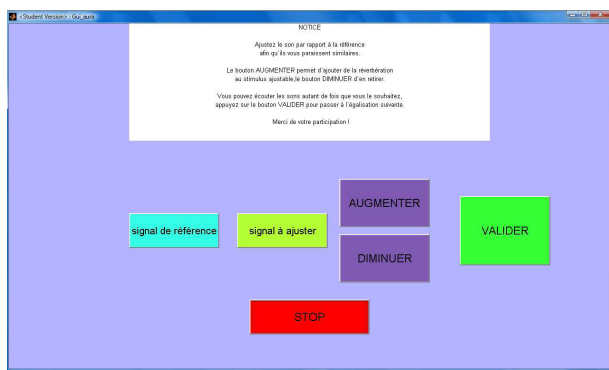 <Student Version> : Gui_aura
NOTICE
Ajustez le son par rapport à la référence
afin qu'ils vous paraissent similaires.
Le bouton AUGMENTER permet d'ajouter de la réverbération
au stimulus ajustable,le bouton DIMINUER d'en retirer.
Vous pouvez écouter les sons autant de fois que vous le souhaitez,
appuyez sur le bouton VALIDER pour passer à l'égalisation suivante.
Merci de votre participation !
AUGMENTER
signal de référence
signal à ajuster
VALIDER
DIMINUER
STOP